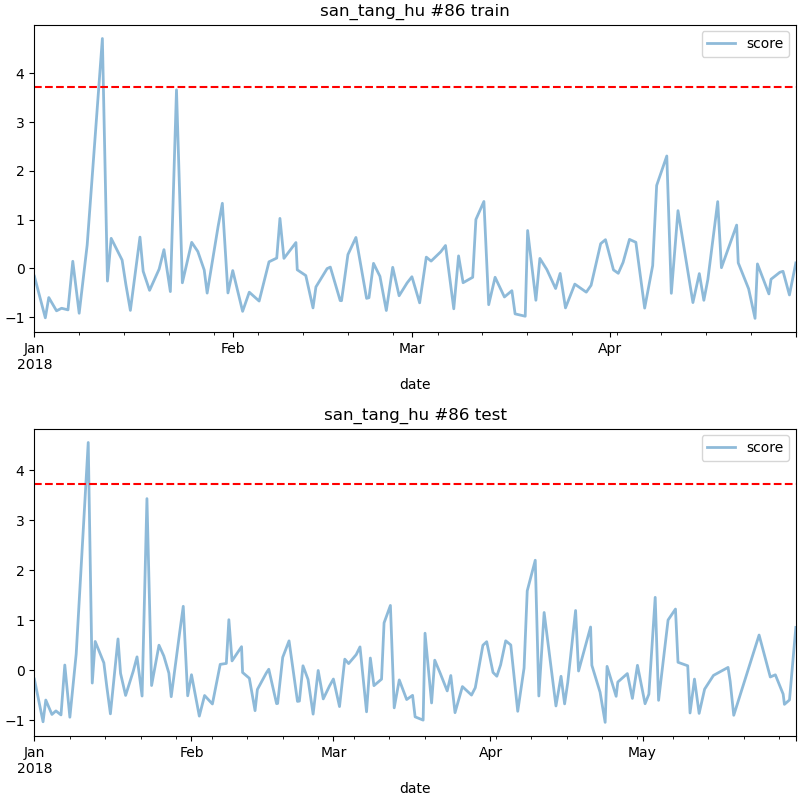 san_tang_hu #86 train
score
4
3
2
1
0
−1
Jan
2018
Feb
Mar
Apr
date
san_tang_hu #86 test
score
4
3
2
1
0
−1
Jan
2018
Feb
Mar
Apr
May
date